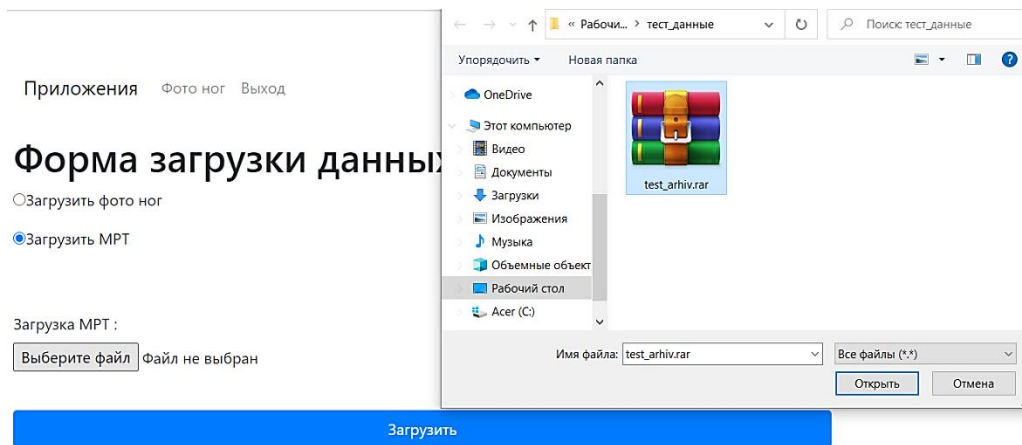 Приложения Фото ног Выход
Форма загрузки данных
Загрузить фото ног
Загрузить МРТ
Загрузка МРТ :
Выберите файл Файл не выбран
Загрузить
« Рабочи... › тест_данные
Поиск: тест_данные
Упорядочить Новая папка
OneDrive
Этот компьютер
Видео
Документы
Загрузки
Изображения
Музыка
Объемные объект
Рабочий стол
Acer (C:)
test_arhiv.rar
Имя файла: test_arhiv.rar Все файлы (*.*)
Открыть Отмена